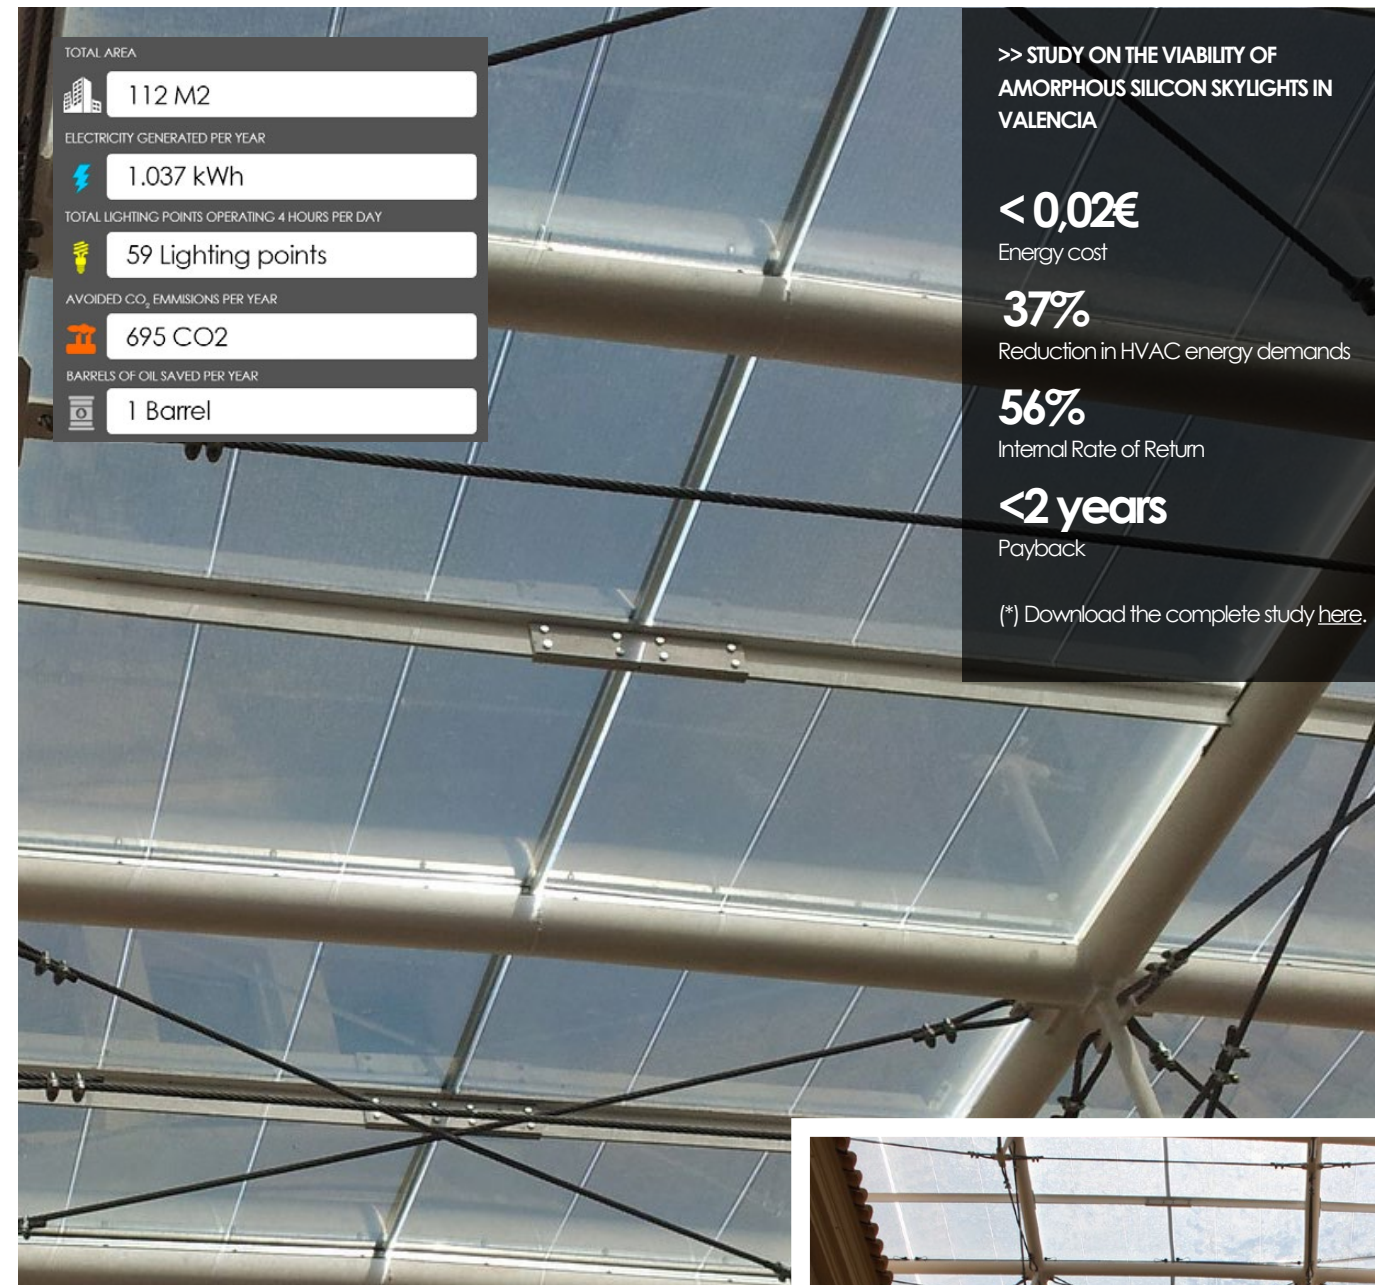 TOTAL AREA
112 M2
ELECTRICITY GENERATED PER YEAR
1.037 kWh
TOTAL LIGHTING POINTS OPERATING 4 HOURS PER DAY
59 Lighting points
AVOIDED CO₂ EMMISIONS PER YEAR
695 CO2
BARRELS OF OIL SAVED PER YEAR
1 Barrel
>> STUDY ON THE VIABILITY OF
AMORPHOUS SILICON SKYLIGHTS IN
VALENCIA
< 0,02€
Energy cost
37%
Reduction in HVAC energy demands
56%
Internal Rate of Return
<2 years
Payback
(*) Download the complete study here.